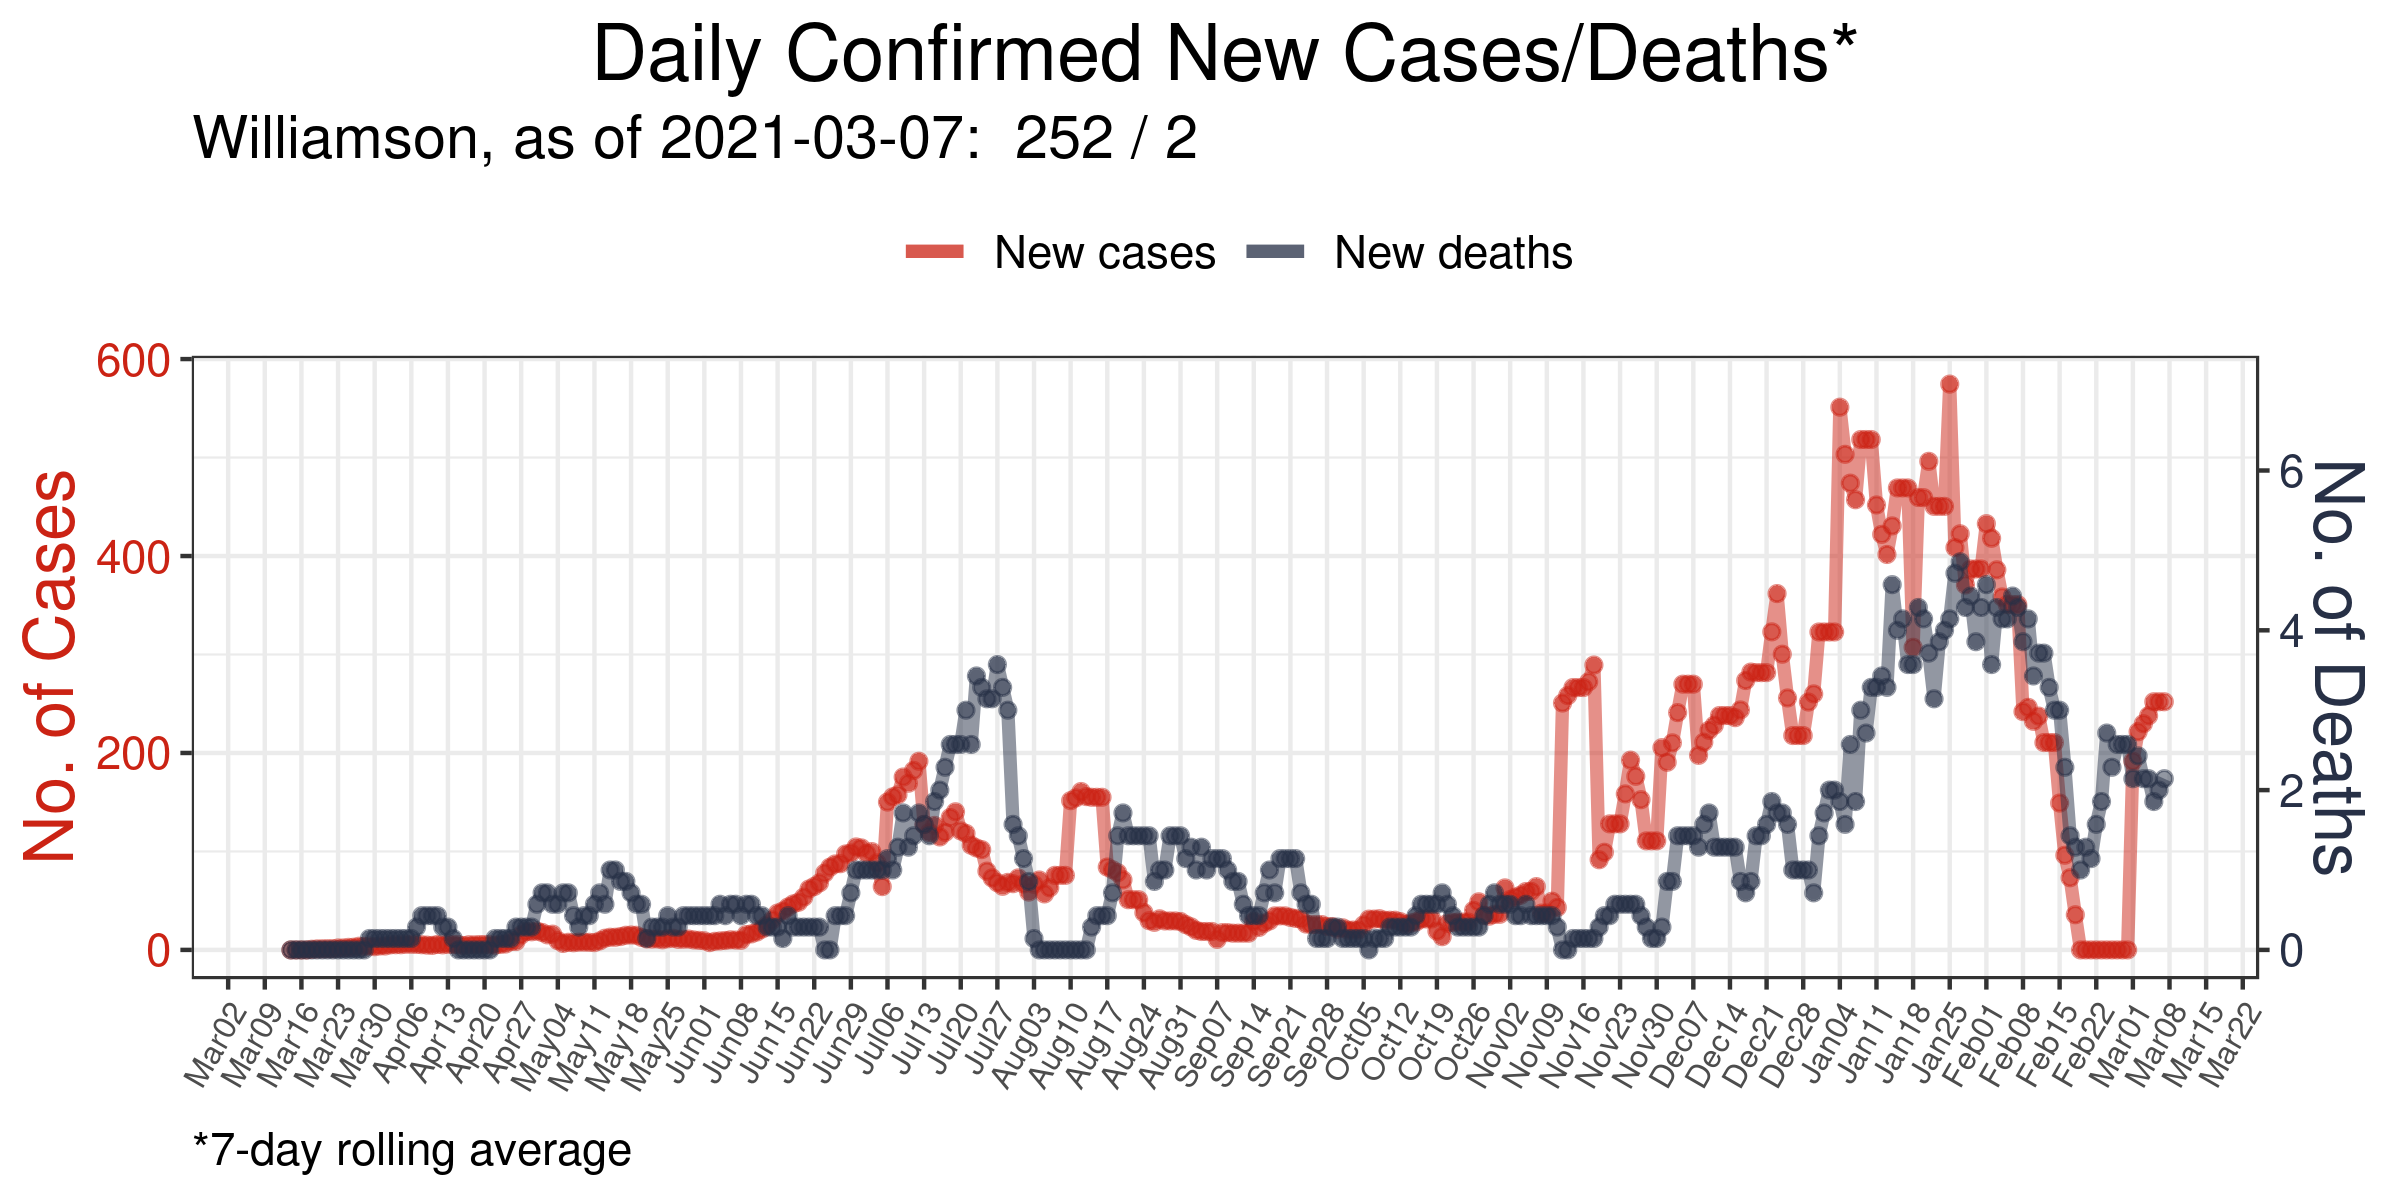 Daily Confirmed New Cases/Deaths*
Williamson, as of 2021-03-07:  252 / 2
New cases
New deaths
No. of Cases
600
400
200
0
6
4
2
0
No. of Deaths
Mar02
Mar09
Mar16
Mar23
Mar30
Apr06
Apr13
Apr20
Apr27
May04
May11
May18
May25
Jun01
Jun08
Jun15
Jun22
Jun29
Jul06
Jul13
Jul20
Jul27
Aug03
Aug10
Aug17
Aug24
Aug31
Sep07
Sep14
Sep21
Sep28
Oct05
Oct12
Oct19
Oct26
Nov02
Nov09
Nov16
Nov23
Nov30
Dec07
Dec14
Dec21
Dec28
Jan04
Jan11
Jan18
Jan25
Feb01
Feb08
Feb15
Feb22
Mar01
Mar08
Mar15
Mar22
*7-day rolling average